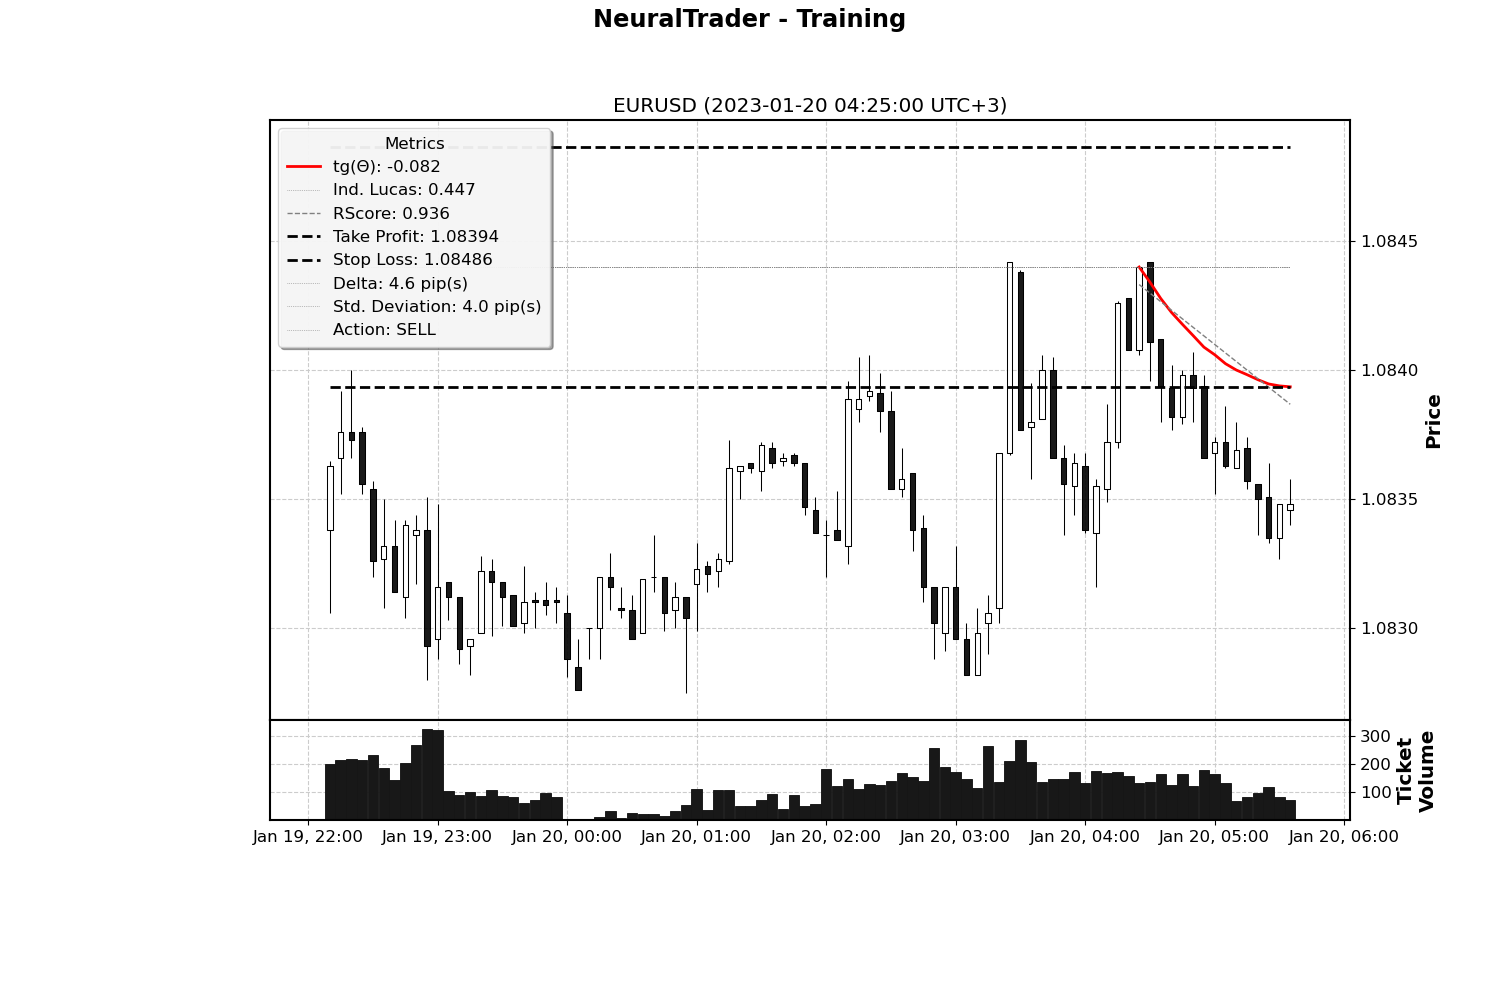 NeuralTrader - Training
EURUSD (2023-01-20 04:25:00 UTC+3)
Metrics
tg(Θ): -0.082
Ind. Lucas: 0.447
RScore: 0.936
Take Profit: 1.08394
Stop Loss: 1.08486
Delta: 4.6 pip(s)
Std. Deviation: 4.0 pip(s)
Action: SELL
1.0845
1.0840
1.0835
1.0830
Price
300
200
100
Ticket
Volume
Jan 19, 22:00 Jan 19, 23:00 Jan 20, 00:00 Jan 20, 01:00 Jan 20, 02:00 Jan 20, 03:00 Jan 20, 04:00 Jan 20, 05:00 Jan 20, 06:00